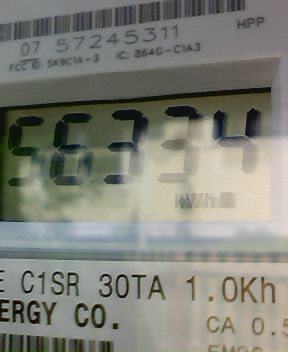 HPP
07 57245311
FCC ID: SK9C1A-3 IC: 864G-C1A3
56334
kWh
E C1SR 30TA 1.0Kh
ERGY CO.
CA 0.5